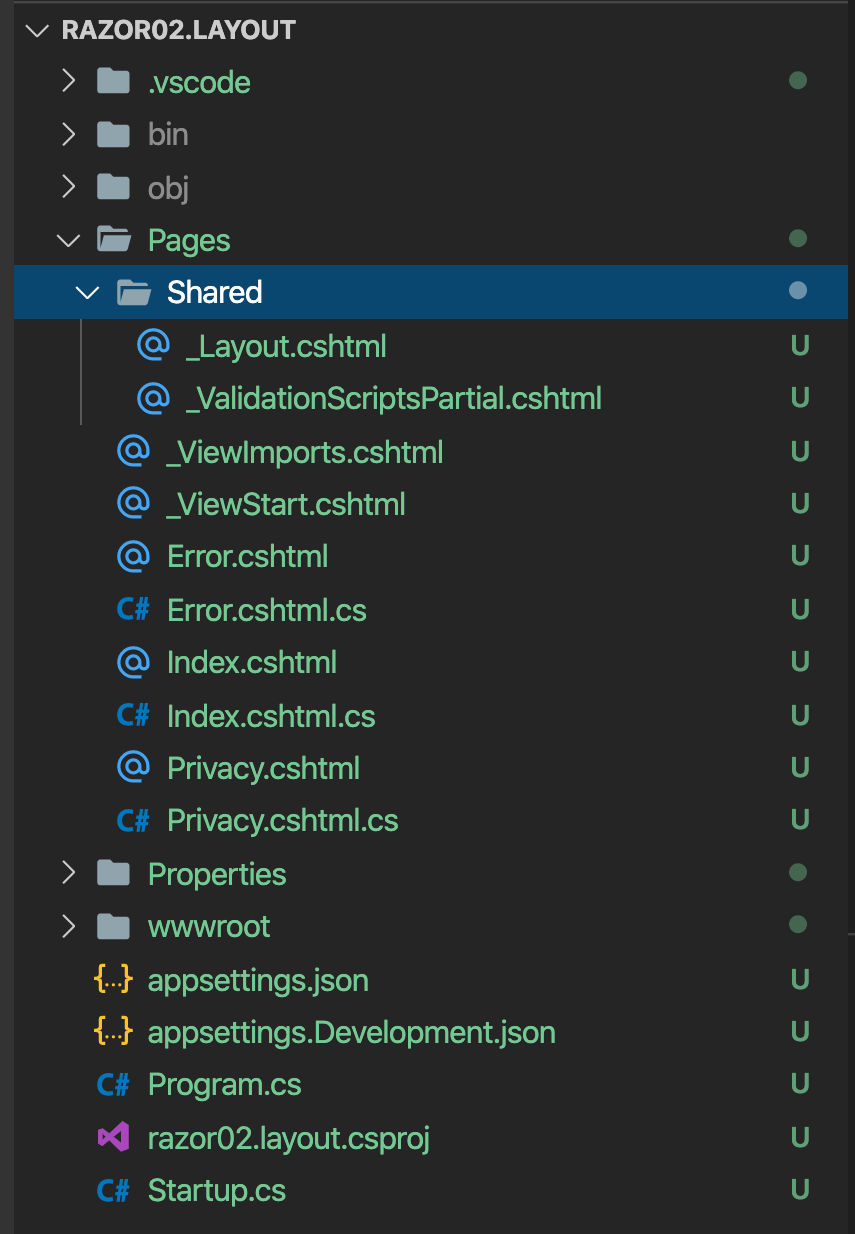 RAZOR02.LAYOUT
.vscode
bin
obj
Pages
Shared
_Layout.cshtml U
_ValidationScriptsPartial.cshtml U
_ViewImports.cshtml U
_ViewStart.cshtml U
Error.cshtml U
C# Error.cshtml.cs U
Index.cshtml U
C# Index.cshtml.cs U
Privacy.cshtml U
C# Privacy.cshtml.cs U
Properties
wwwroot
{...} appsettings.json U
{...} appsettings.Development.json U
C# Program.cs U
razor02.layout.csproj U
C# Startup.cs U